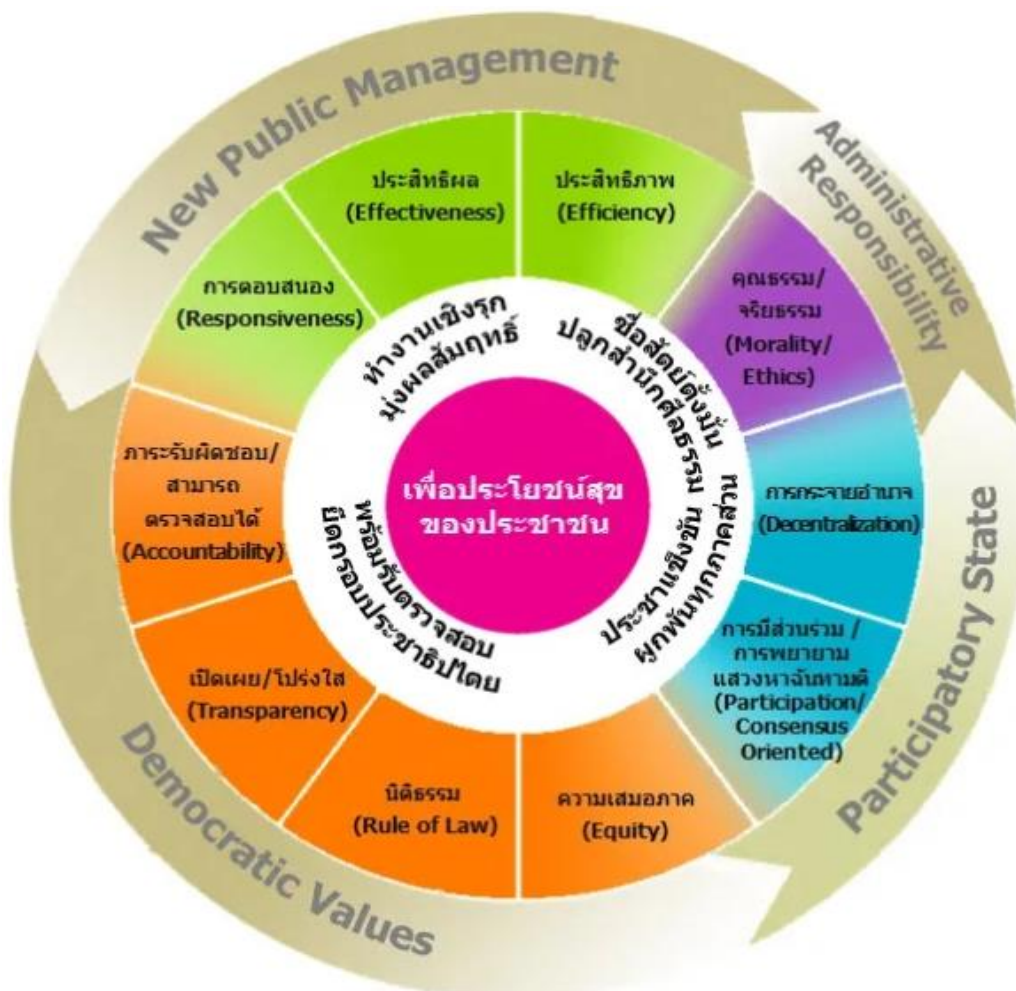 New Public Management
Administrative
Responsibility
Participatory State
Democratic Values
ประสิทธิผล
(Effectiveness)
ประสิทธิภาพ
(Efficiency)
คุณธรรม/
จริยธรรม
(Morality/
Ethics)
การกระจายอำนาจ
(Decentralization)
การมีส่วนร่วม /
การพยายาม
แสวงหาฉันทามติ
(Participation/
Consensus
Oriented)
ความเสมอภาค
(Equity)
นิติธรรม
(Rule of Law)
เปิดเผย/โปร่งใส
(Transparency)
ภาระรับผิดชอบ/
สามารถ
ตรวจสอบได้
(Accountability)
การตอบสนอง
(Responsiveness)
ทำงานเชิงรุก
มุ่งผลสัมฤทธิ์
ซื่อสัตย์ตั้งมั่น
ปลูกสำนึกศีลธรรม
ประชาแข็งขัน
ผูกพันทุกภาคส่วน
พร้อมรับตรวจสอบ
ยึดกรอบประชาธิปไตย
เพื่อประโยชน์สุข
ของประชาชน